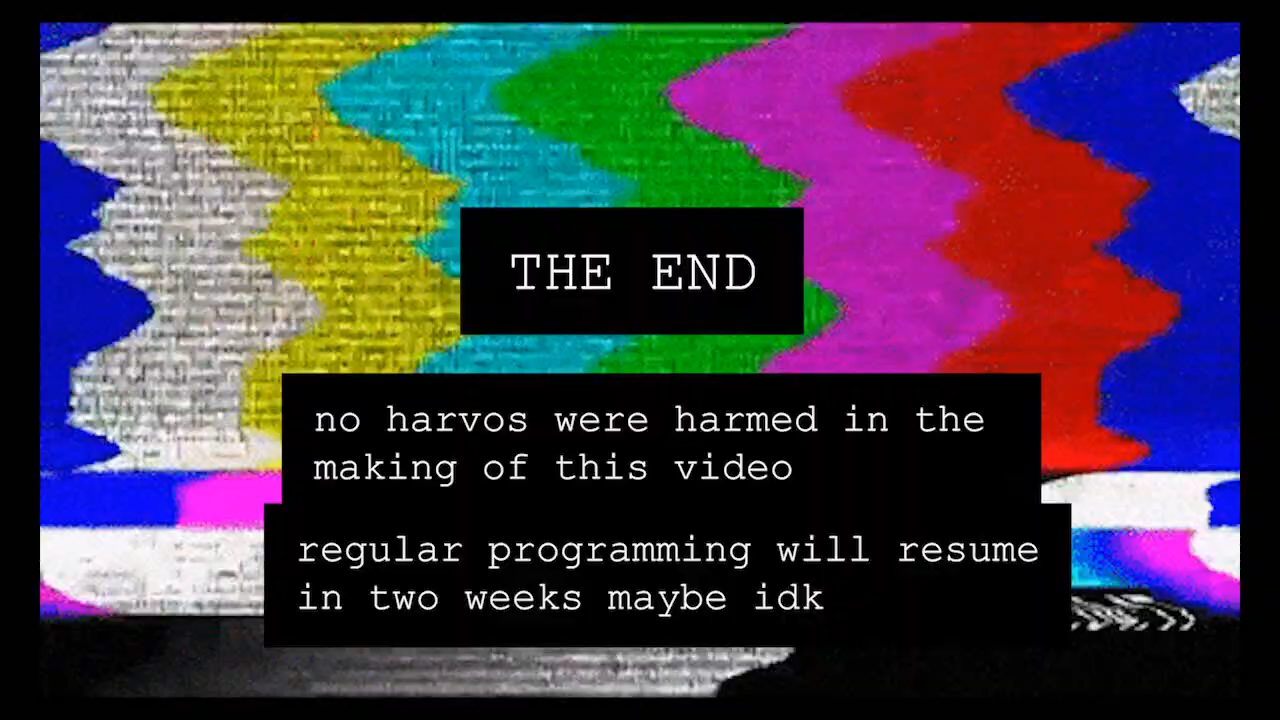 THE END
no harvos were harmed in the
making of this video
regular programming will resume
in two weeks maybe idk